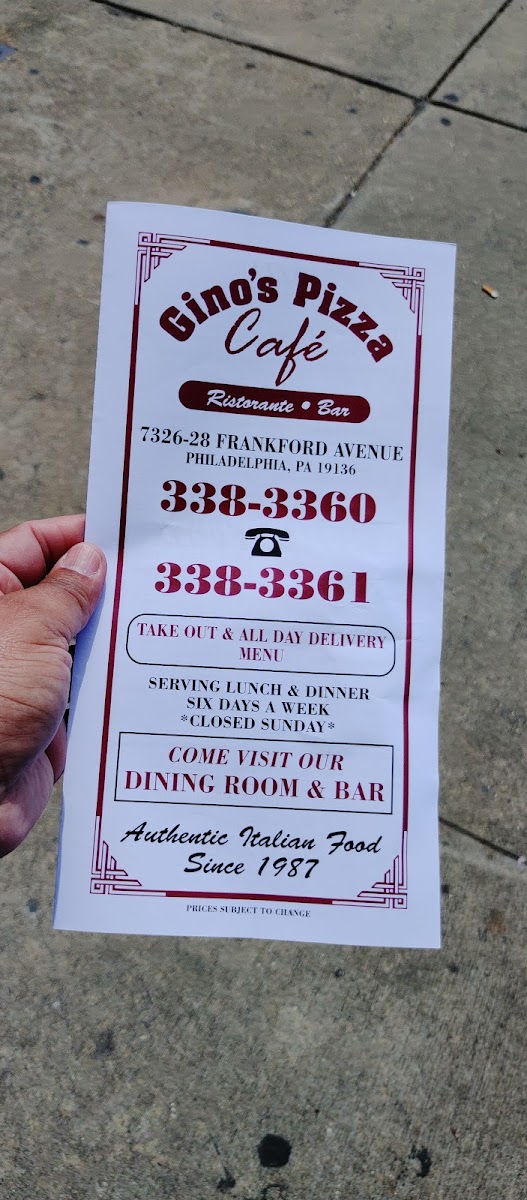 Gino's Pizza
Café
Ristorante • Bar
7326-28 FRANKFORD AVENUE
PHILADELPHIA, PA 19136
338-3360
338-3361
TAKE OUT & ALL DAY DELIVERY
MENU
SERVING LUNCH & DINNER
SIX DAYS A WEEK
*CLOSED SUNDAY*
COME VISIT OUR
DINING ROOM & BAR
Authentic Italian Food
Since 1987
PRICES SUBJECT TO CHANGE